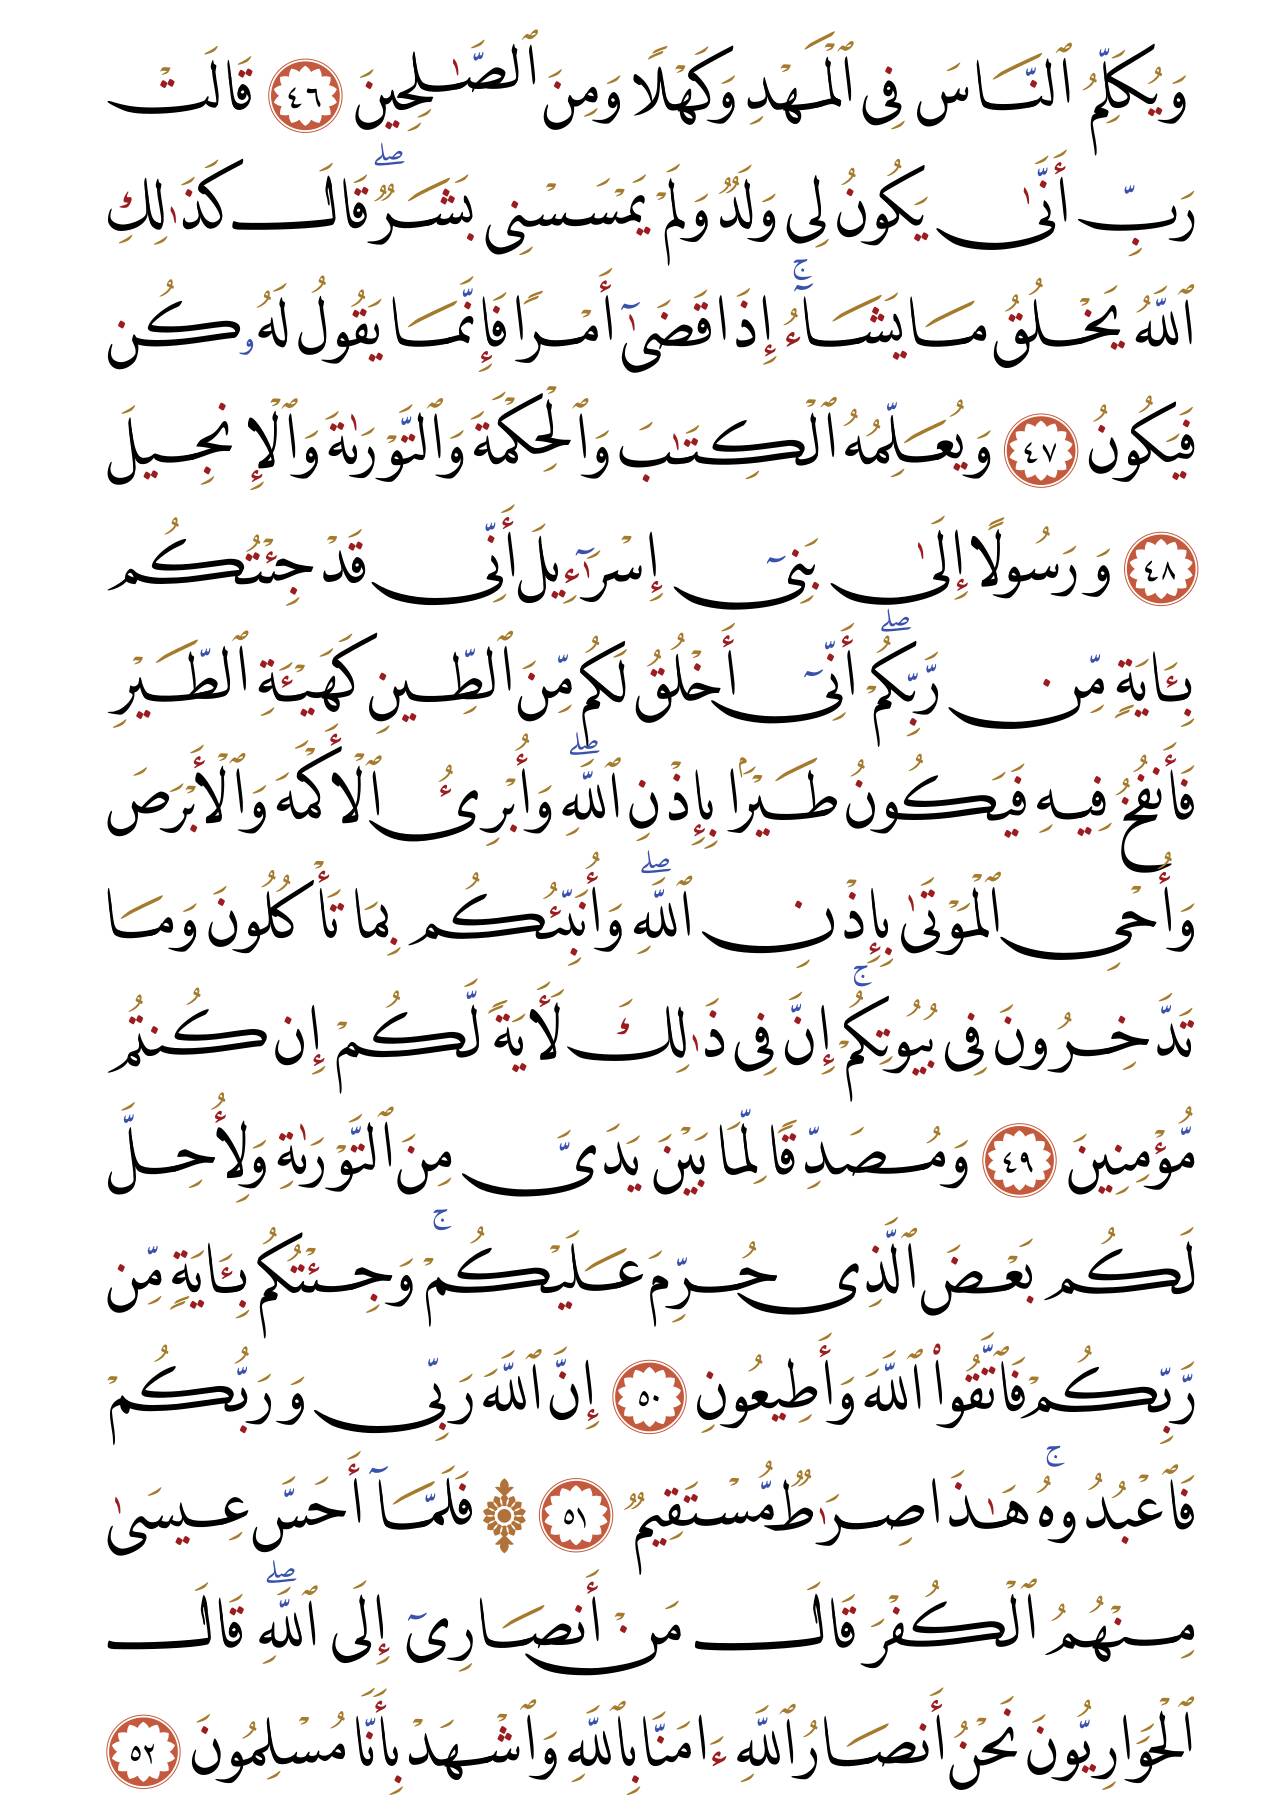 وَيُكَلِّمُ ٱلنَّاسَ فِى ٱلْمَهْدِ وَكَهْلًا وَمِنَ ٱلصَّٰلِحِينَ ٤٦ قَالَتْ
رَبِّ أَنَّىٰ يَكُونُ لِى وَلَدٌ وَلَمْ يَمْسَسْنِى بَشَرٌ ۖ قَالَ كَذَٰلِكِ
ٱللَّهُ يَخْلُقُ مَا يَشَآءُ ۚ إِذَا قَضَىٰٓ أَمْرًا فَإِنَّمَا يَقُولُ لَهُۥ كُن
فَيَكُونُ ٤٧ وَيُعَلِّمُهُ ٱلْكِتَٰبَ وَٱلْحِكْمَةَ وَٱلتَّوْرَىٰةَ وَٱلْإِنجِيلَ
٤٨ وَرَسُولًا إِلَىٰ بَنِىٓ إِسْرَٰٓءِيلَ أَنِّى قَدْ جِئْتُكُم
بِـَٔايَةٍ مِّن رَّبِّكُمْ ۖ أَنِّىٓ أَخْلُقُ لَكُم مِّنَ ٱلطِّينِ كَهَيْـَٔةِ ٱلطَّيْرِ
فَأَنفُخُ فِيهِ فَيَكُونُ طَيْرًۢا بِإِذْنِ ٱللَّهِ ۖ وَأُبْرِئُ ٱلْأَكْمَهَ وَٱلْأَبْرَصَ
وَأُحْىِ ٱلْمَوْتَىٰ بِإِذْنِ ٱللَّهِ ۖ وَأُنَبِّئُكُم بِمَا تَأْكُلُونَ وَمَا
تَدَّخِرُونَ فِى بُيُوتِكُمْ ۚ إِنَّ فِى ذَٰلِكَ لَـَٔايَةً لَّكُمْ إِن كُنتُم
مُّؤْمِنِينَ ٤٩ وَمُصَدِّقًا لِّمَا بَيْنَ يَدَىَّ مِنَ ٱلتَّوْرَىٰةِ وَلِأُحِلَّ
لَكُم بَعْضَ ٱلَّذِى حُرِّمَ عَلَيْكُمْ ۚ وَجِئْتُكُم بِـَٔايَةٍ مِّن
رَّبِّكُمْ فَٱتَّقُوا۟ ٱللَّهَ وَأَطِيعُونِ ٥٠ إِنَّ ٱللَّهَ رَبِّى وَرَبُّكُمْ
فَٱعْبُدُوهُ ۚ هَٰذَا صِرَٰطٌ مُّسْتَقِيمٌ ٥١ ۞ فَلَمَّآ أَحَسَّ عِيسَىٰ
مِنْهُمُ ٱلْكُفْرَ قَالَ مَنْ أَنصَارِىٓ إِلَى ٱللَّهِ ۖ قَالَ
ٱلْحَوَارِيُّونَ نَحْنُ أَنصَارُ ٱللَّهِ ءَامَنَّا بِٱللَّهِ وَٱشْهَدْ بِأَنَّا مُسْلِمُونَ ٥٢